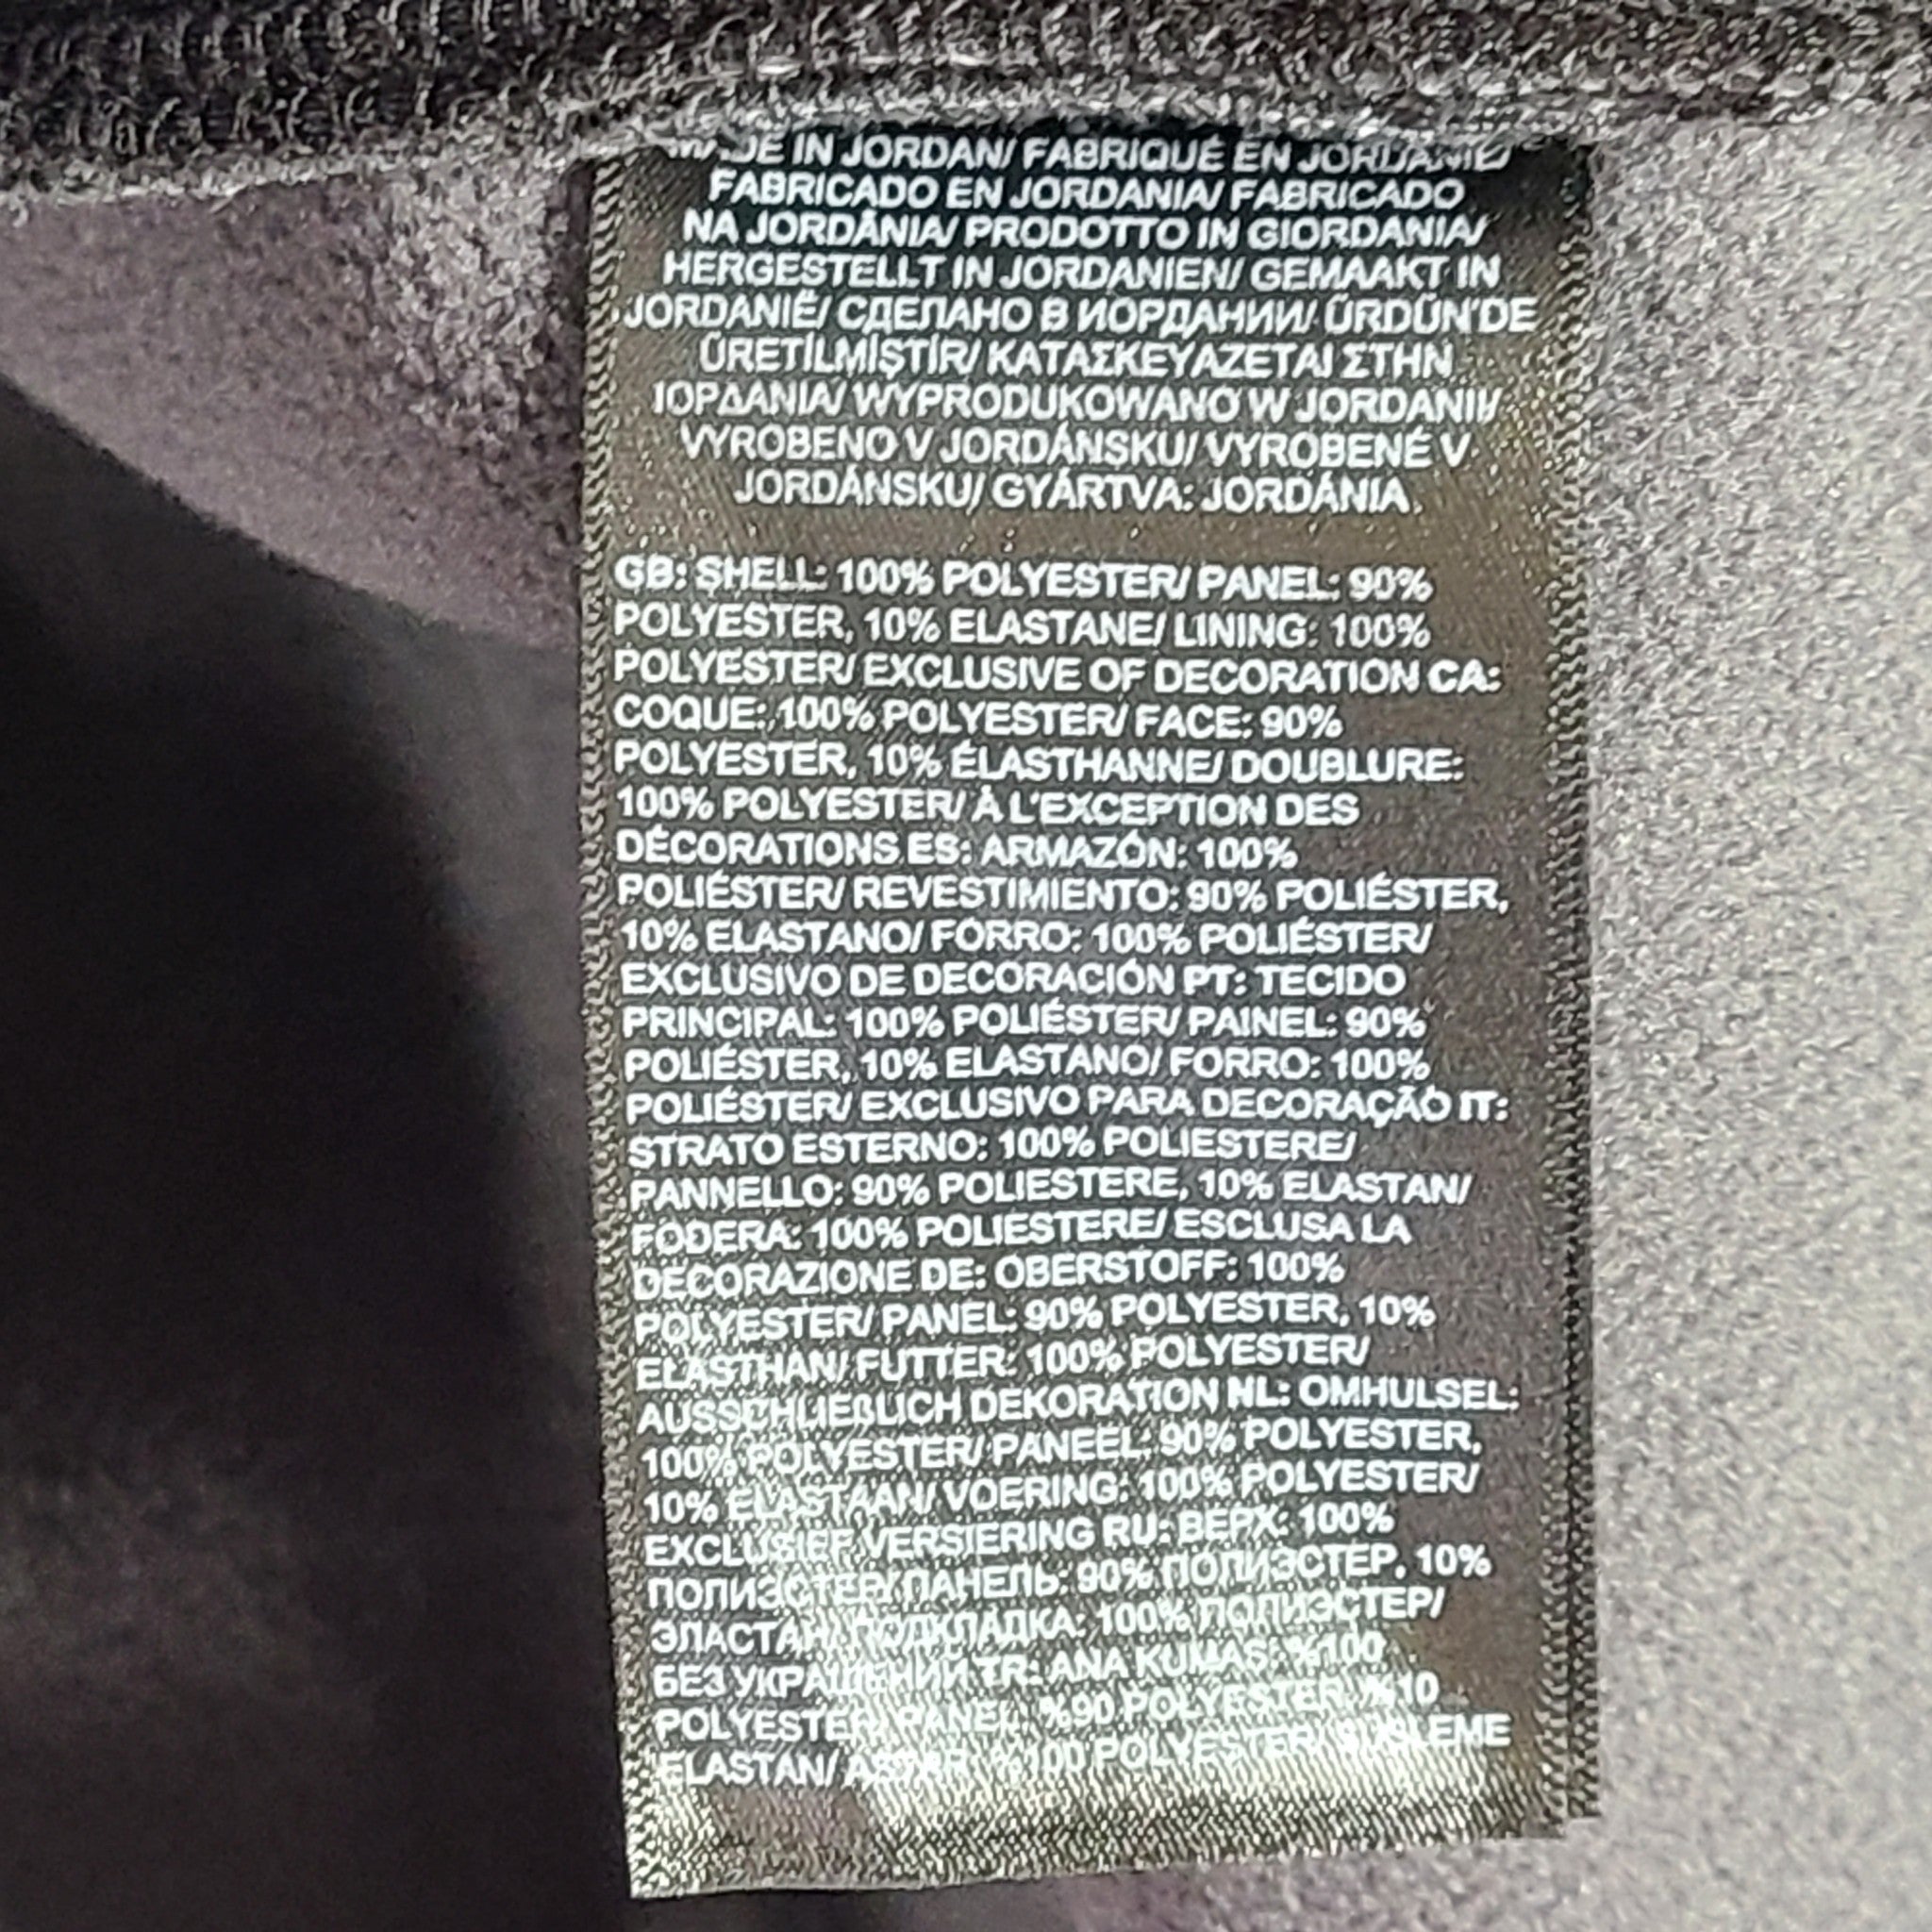 MADE IN JORDAN/ FABRIQUÉ EN JORDANIE/
FABRICADO EN JORDANIA/ FABRICADO
NA JORDÂNIA/ PRODOTTO IN GIORDANIA/
HERGESTELLT IN JORDANIEN/ GEMAAKT IN
JORDANIË/ СДЕЛАНО В ИОРДАНИИ/ ÜRDÜN'DE
ÜRETİLMİŞTİR/ ΚΑΤΑΣΚΕΥΑΖΕΤΑΙ ΣΤΗΝ
ΙΟΡΔΑΝΙΑ/ WYPRODUKOWANO W JORDANII/
VYROBENO V JORDÁNSKU/ VYROBENÉ V
JORDÁNSKU/ GYÁRTVA: JORDÁNIA
GB: SHELL: 100% POLYESTER/ PANEL: 90%
POLYESTER, 10% ELASTANE/ LINING: 100%
POLYESTER/ EXCLUSIVE OF DECORATION CA:
COQUE: 100% POLYESTER/ FACE: 90%
POLYESTER, 10% ÉLASTHANNE/ DOUBLURE:
100% POLYESTER/ À L'EXCEPTION DES
DÉCORATIONS ES: ARMAZÓN: 100%
POLIÉSTER/ REVESTIMIENTO: 90% POLIÉSTER,
10% ELASTANO/ FORRO: 100% POLIÉSTER/
EXCLUSIVO DE DECORACIÓN PT: TECIDO
PRINCIPAL: 100% POLIÉSTER/ PAINEL: 90%
POLIÉSTER, 10% ELASTANO/ FORRO: 100%
POLIÉSTER/ EXCLUSIVO PARA DECORAÇÃO IT:
STRATO ESTERNO: 100% POLIESTERE/
PANNELLO: 90% POLIESTERE, 10% ELASTAN/
FODERA: 100% POLIESTERE/ ESCLUSA LA
DECORAZIONE DE: OBERSTOFF: 100%
POLYESTER/ PANEL: 90% POLYESTER, 10%
ELASTHAN/ FUTTER: 100% POLYESTER/
AUSSCHLIEßLICH DEKORATION NL: OMHULSEL:
100% POLYESTER/ PANEEL: 90% POLYESTER,
10% ELASTAAN/ VOERING: 100% POLYESTER/
EXCLUSIEF VERSIERING RU: ВЕРХ: 100%
ПОЛИЭСТЕР/ ПАНЕЛЬ: 90% ПОЛИЭСТЕР, 10%
ЭЛАСТАН/ ПОДКЛАДКА: 100% ПОЛИЭСТЕР/
БЕЗ УКРАШЕНИЙ TR: ANA KUMAŞ: %100
POLYESTER/ PANEL: %90 POLYESTER, %10
ELASTAN/ ASTAR: %100 POLYESTER/ SÜSLEME